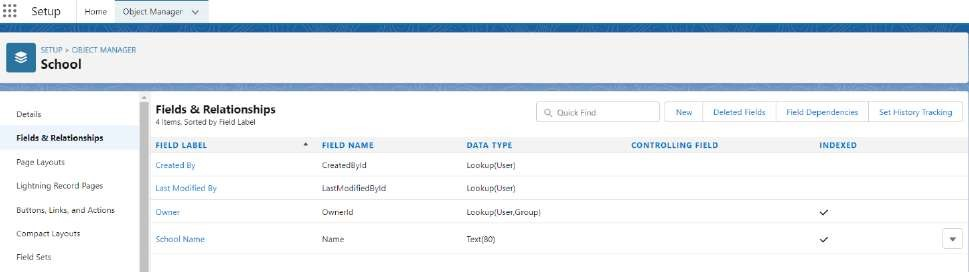 Setup
Home
Object Manager
SETUP > OBJECT MANAGER
School
Details
Fields & Relationships
Page Layouts
Lightning Record Pages
Buttons, Links, and Actions
Compact Layouts
Field Sets
Fields & Relationships
4 Items, Sorted by Field Label
Quick Find
New
Deleted Fields
Field Dependencies
Set History Tracking
FIELD LABEL FIELD NAME DATA TYPE CONTROLLING FIELD INDEXED
Created By CreatedById Lookup(User)
Last Modified By LastModifiedById Lookup(User)
Owner OwnerId Lookup(User,Group)
School Name Name Text(80)